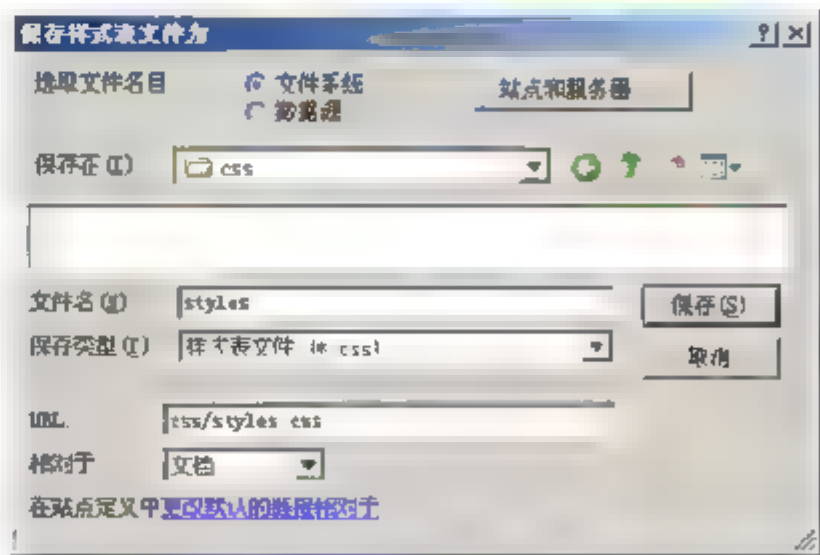 保存样式表文件为
选取文件名自 文件系统 站点和服务器
数据源
保存在(I) css
文件名(N) styles 保存(S)
保存类型(T) 样式表文件 (*.css) 取消
URL css/styles.css
相对于 文档
在站点定义中更改默认的链接相对于